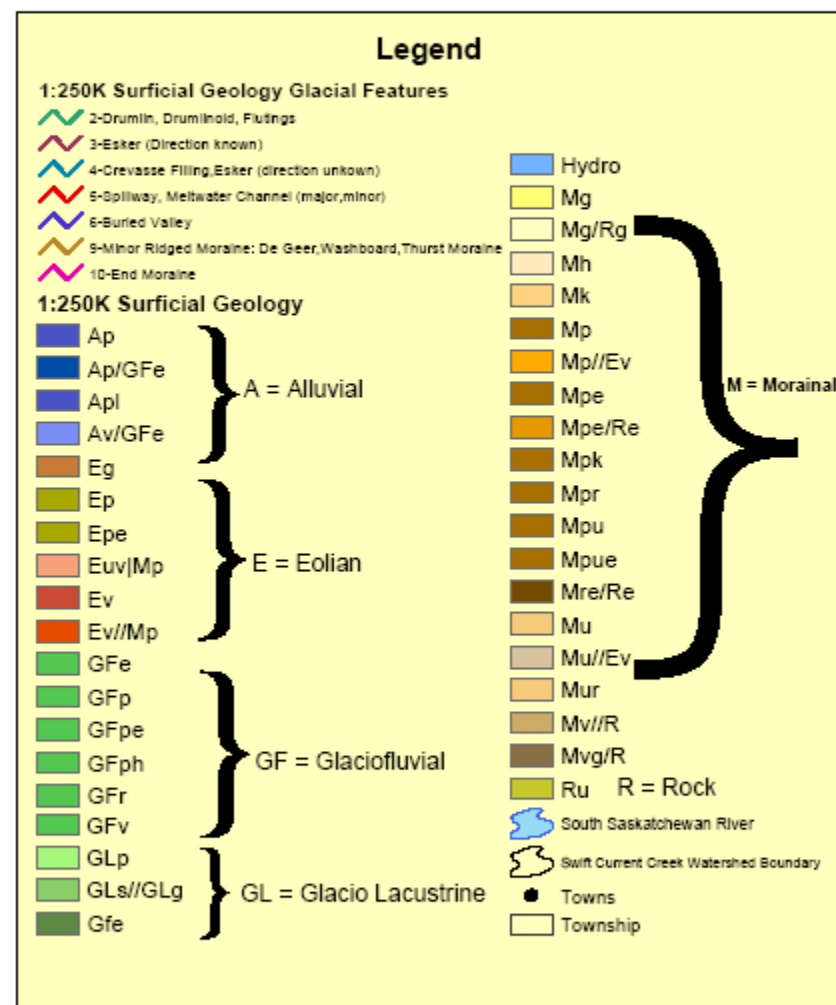 Legend
1:250K Surficial Geology Glacial Features
2-Drumlin, Drumlinoid, Flutings
3-Esker (Direction known)
4-Crevasse Filling,Esker (direction unkown)
5-Spillway, Meltwater Channel (major,minor)
6-Buried Valley
9-Minor Ridged Moraine: De Geer,Washboard,Thurst Moraine
10-End Moraine
1:250K Surficial Geology
Ap
Ap/GFe
Apl
Av/GFe
Eg
A = Alluvial
Ep
Epe
Euv|Mp
Ev
Ev//Mp
E = Eolian
GFe
GFp
GFpe
GFph
GFr
GFv
GF = Glaciofluvial
GLp
GLs//GLg
Gfe
GL = Glacio Lacustrine
Hydro
Mg
Mg/Rg
Mh
Mk
Mp
Mp//Ev
Mpe
Mpe/Re
Mpk
Mpr
Mpu
Mpue
Mre/Re
Mu
Mu//Ev
Mur
Mv//R
Mvg/R
M = Morainal
Ru R = Rock
South Saskatchewan River
Swift Current Creek Watershed Boundary
Towns
Township